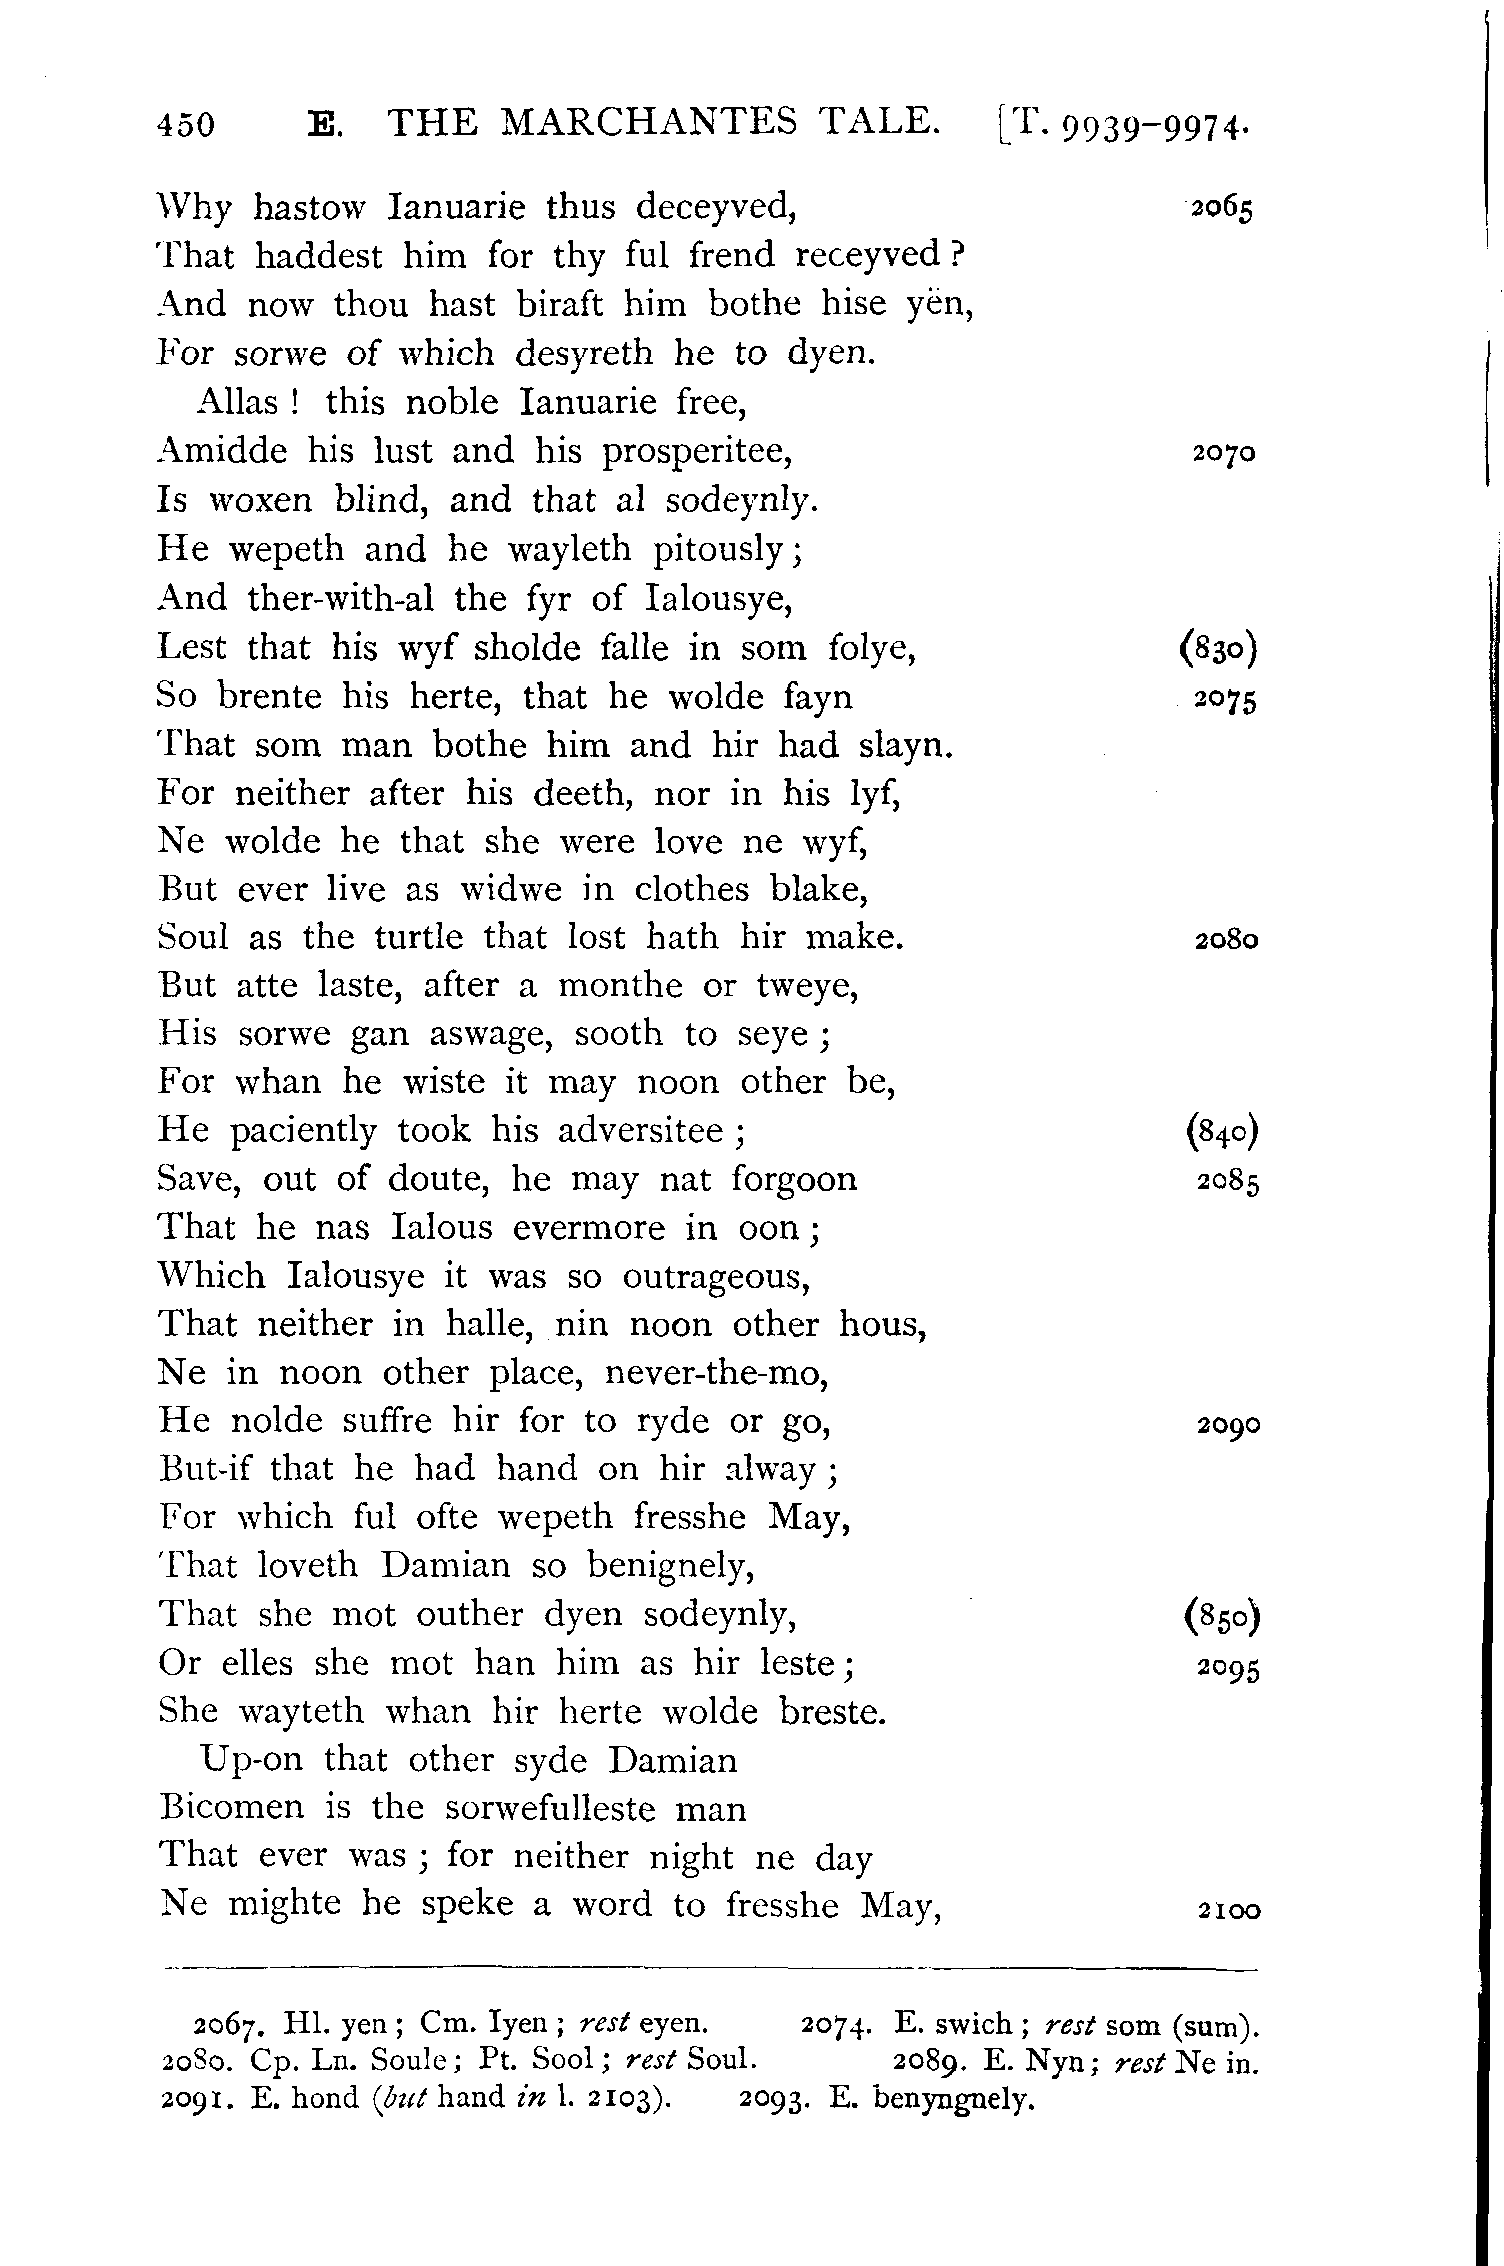 450 E. THE MARCHANTES TALE. [T. 9939-9974.
Why hastow Ianuarie thus deceyved, 2065
That haddest him for thy ful frend receyved ?
And now thou hast biraft him bothe hise yën,
For sorwe of which desyreth he to dyen.
Allas ! this noble Ianuarie free,
Amidde his lust and his prosperitee, 2070
Is woxen blind, and that al sodeynly.
He wepeth and he wayleth pitously ;
And ther-with-al the fyr of Ialousye,
Lest that his wyf sholde falle in som folye, (830)
So brente his herte, that he wolde fayn 2075
That som man bothe him and hir had slayn.
For neither after his deeth, nor in his lyf,
Ne wolde he that she were love ne wyf,
But ever live as widwe in clothes blake,
Soul as the turtle that lost hath hir make. 2080
But atte laste, after a monthe or tweye,
His sorwe gan aswage, sooth to seye ;
For whan he wiste it may noon other be,
He paciently took his adversitee ; (840)
Save, out of doute, he may nat forgoon 2085
That he nas Ialous evermore in oon ;
Which Ialousye it was so outrageous,
That neither in halle, nin noon other hous,
Ne in noon other place, never-the-mo,
He nolde suffre hir for to ryde or go, 2090
But-if that he had hand on hir alway ;
For which ful ofte wepeth fresshe May,
That loveth Damian so benignely,
That she mot outher dyen sodeynly, (850)
Or elles she mot han him as hir leste ; 2095
She wayteth whan hir herte wolde breste.
Up-on that other syde Damian
Bicomen is the sorwefulleste man
That ever was ; for neither night ne day
Ne mighte he speke a word to fresshe May, 2100
2067. Hl. yen ; Cm. Iyen ; rest eyen. 2074. E. swich ; rest som (sum).
2080. Cp. Ln. Soule ; Pt. Sool ; rest Soul. 2089. E. Nyn ; rest Ne in.
2091. E. hond (but hand in l. 2103). 2093. E. benyngnely.